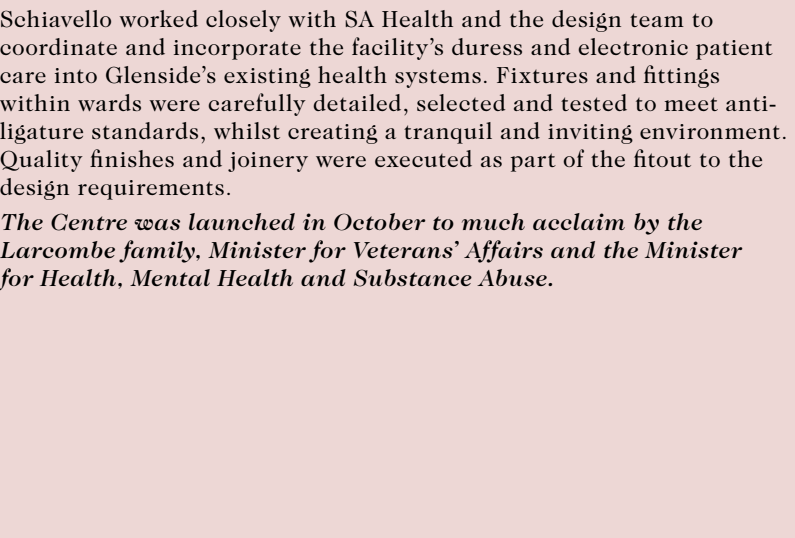 Schiavello worked closely with SA Health and the design team to
coordinate and incorporate the facility’s duress and electronic patient
care into Glenside’s existing health systems. Fixtures and fittings
within wards were carefully detailed, selected and tested to meet anti-
ligature standards, whilst creating a tranquil and inviting environment.
Quality finishes and joinery were executed as part of the fitout to the
design requirements.
The Centre was launched in October to much acclaim by the
Larcombe family, Minister for Veterans’ Affairs and the Minister
for Health, Mental Health and Substance Abuse.